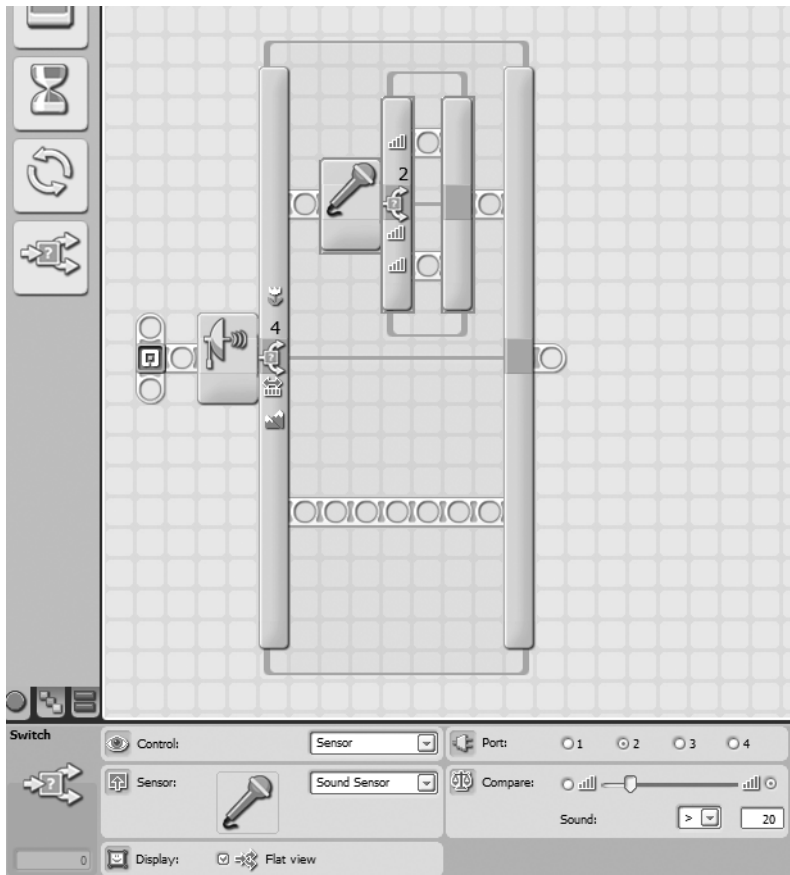 2
4
Switch
Control:
Sensor
Port:
1
2
3
4
Sensor:
Sound Sensor
Compare:
Sound:
>
20
0
Display:
Flat view